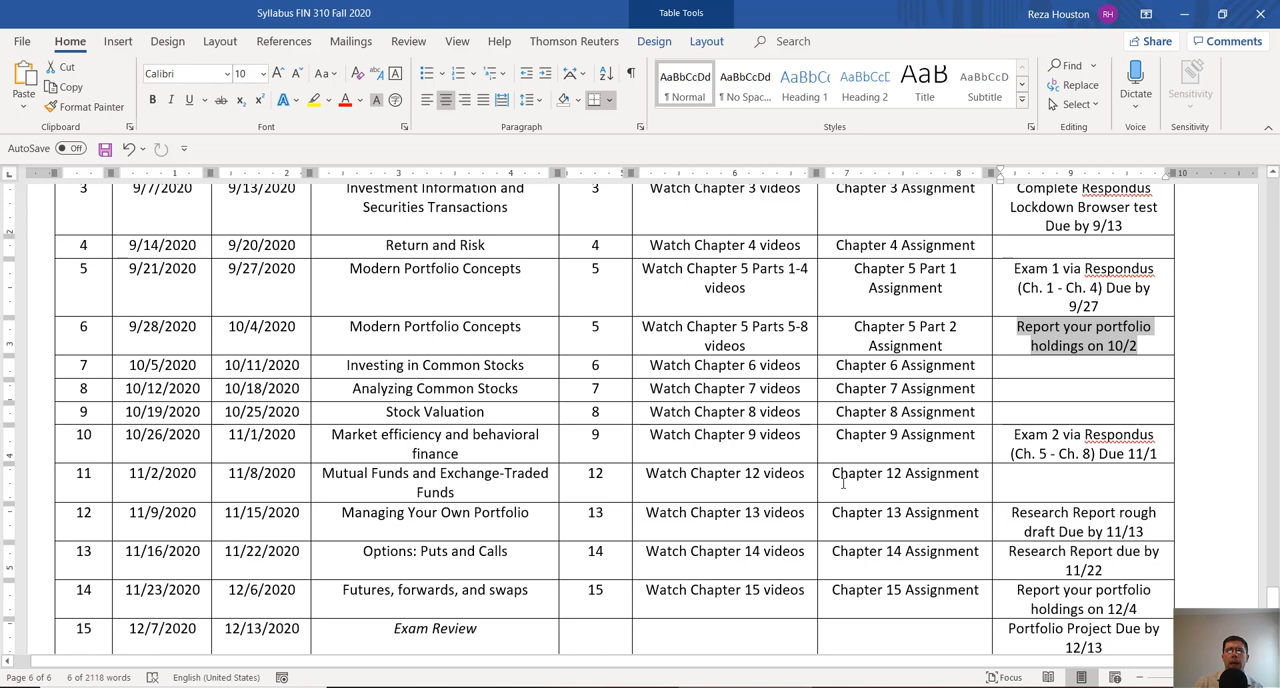 Syllabus FIN 310 Fall 2020
Table Tools
Reza Houston RH
File Home Insert Design Layout References Mailings Review View Help Thomson Reuters Design Layout Search Share Comments
Paste Cut Calibri 10 Aa AaBbCcDd AaBbCcDd AaBbCc AaBbCcE AaB AaBbCcD Find
Copy ¶ Normal ¶ No Spac... Heading 1 Heading 2 Title Subtitle Replace Dictate Sensitivity
Format Painter B I U ab x₂ x² A A Select
Clipboard Font Paragraph Styles Editing Voice Sensitivity
AutoSave Off
1 2 3 4 6 7 8 9 10
3 9/7/2020 9/13/2020 Investment Information and 3 Watch Chapter 3 videos Chapter 3 Assignment Complete Respondus
Securities Transactions Lockdown Browser test
Due by 9/13
4 9/14/2020 9/20/2020 Return and Risk 4 Watch Chapter 4 videos Chapter 4 Assignment
5 9/21/2020 9/27/2020 Modern Portfolio Concepts 5 Watch Chapter 5 Parts 1-4 Chapter 5 Part 1 Exam 1 via Respondus
videos Assignment (Ch. 1 - Ch. 4) Due by
9/27
6 9/28/2020 10/4/2020 Modern Portfolio Concepts 5 Watch Chapter 5 Parts 5-8 Chapter 5 Part 2 Report your portfolio
videos Assignment holdings on 10/2
7 10/5/2020 10/11/2020 Investing in Common Stocks 6 Watch Chapter 6 videos Chapter 6 Assignment
8 10/12/2020 10/18/2020 Analyzing Common Stocks 7 Watch Chapter 7 videos Chapter 7 Assignment
9 10/19/2020 10/25/2020 Stock Valuation 8 Watch Chapter 8 videos Chapter 8 Assignment
10 10/26/2020 11/1/2020 Market efficiency and behavioral 9 Watch Chapter 9 videos Chapter 9 Assignment Exam 2 via Respondus
finance (Ch. 5 - Ch. 8) Due 11/1
11 11/2/2020 11/8/2020 Mutual Funds and Exchange-Traded 12 Watch Chapter 12 videos Chapter 12 Assignment
Funds
12 11/9/2020 11/15/2020 Managing Your Own Portfolio 13 Watch Chapter 13 videos Chapter 13 Assignment Research Report rough
draft Due by 11/13
13 11/16/2020 11/22/2020 Options: Puts and Calls 14 Watch Chapter 14 videos Chapter 14 Assignment Research Report due by
11/22
14 11/23/2020 12/6/2020 Futures, forwards, and swaps 15 Watch Chapter 15 videos Chapter 15 Assignment Report your portfolio
holdings on 12/4
15 12/7/2020 12/13/2020 Exam Review Portfolio Project Due by
12/13
Page 6 of 6 6 of 2118 words English (United States) Focus